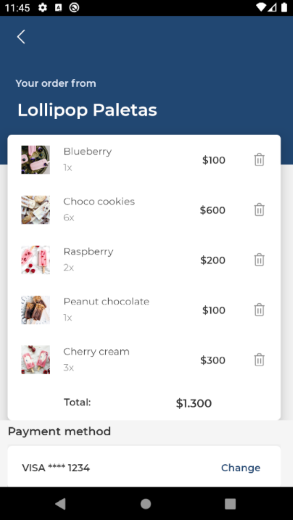 11:45
Your order from
Lollipop Paletas
Blueberry
1x
$100
Choco cookies
6x
$600
Raspberry
2x
$200
Peanut chocolate
1x
$100
Cherry cream
3x
$300
Total: $1.300
Payment method
VISA **** 1234 Change